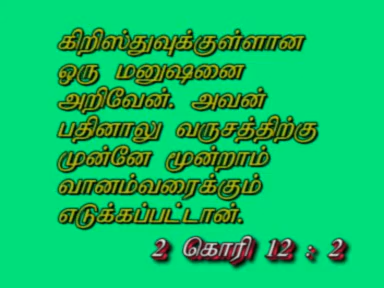 கிறிஸ்துவுக்குள்ளான
ஒரு மனுஷனை
அறிவேன். அவன்
பதினாலு வருசத்திற்கு
முன்னே மூன்றாம்
வானம்வரைக்கும்
எடுக்கப்பட்டான்.
2 கொரி 12 : 2